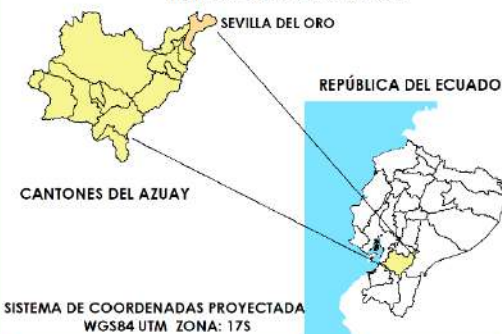 SEVILLA DEL ORO
REPÚBLICA DEL ECUADOR
CANTONES DEL AZUAY
SISTEMA DE COORDENADAS PROYECTADA
WGS84 UTM ZONA: 17S